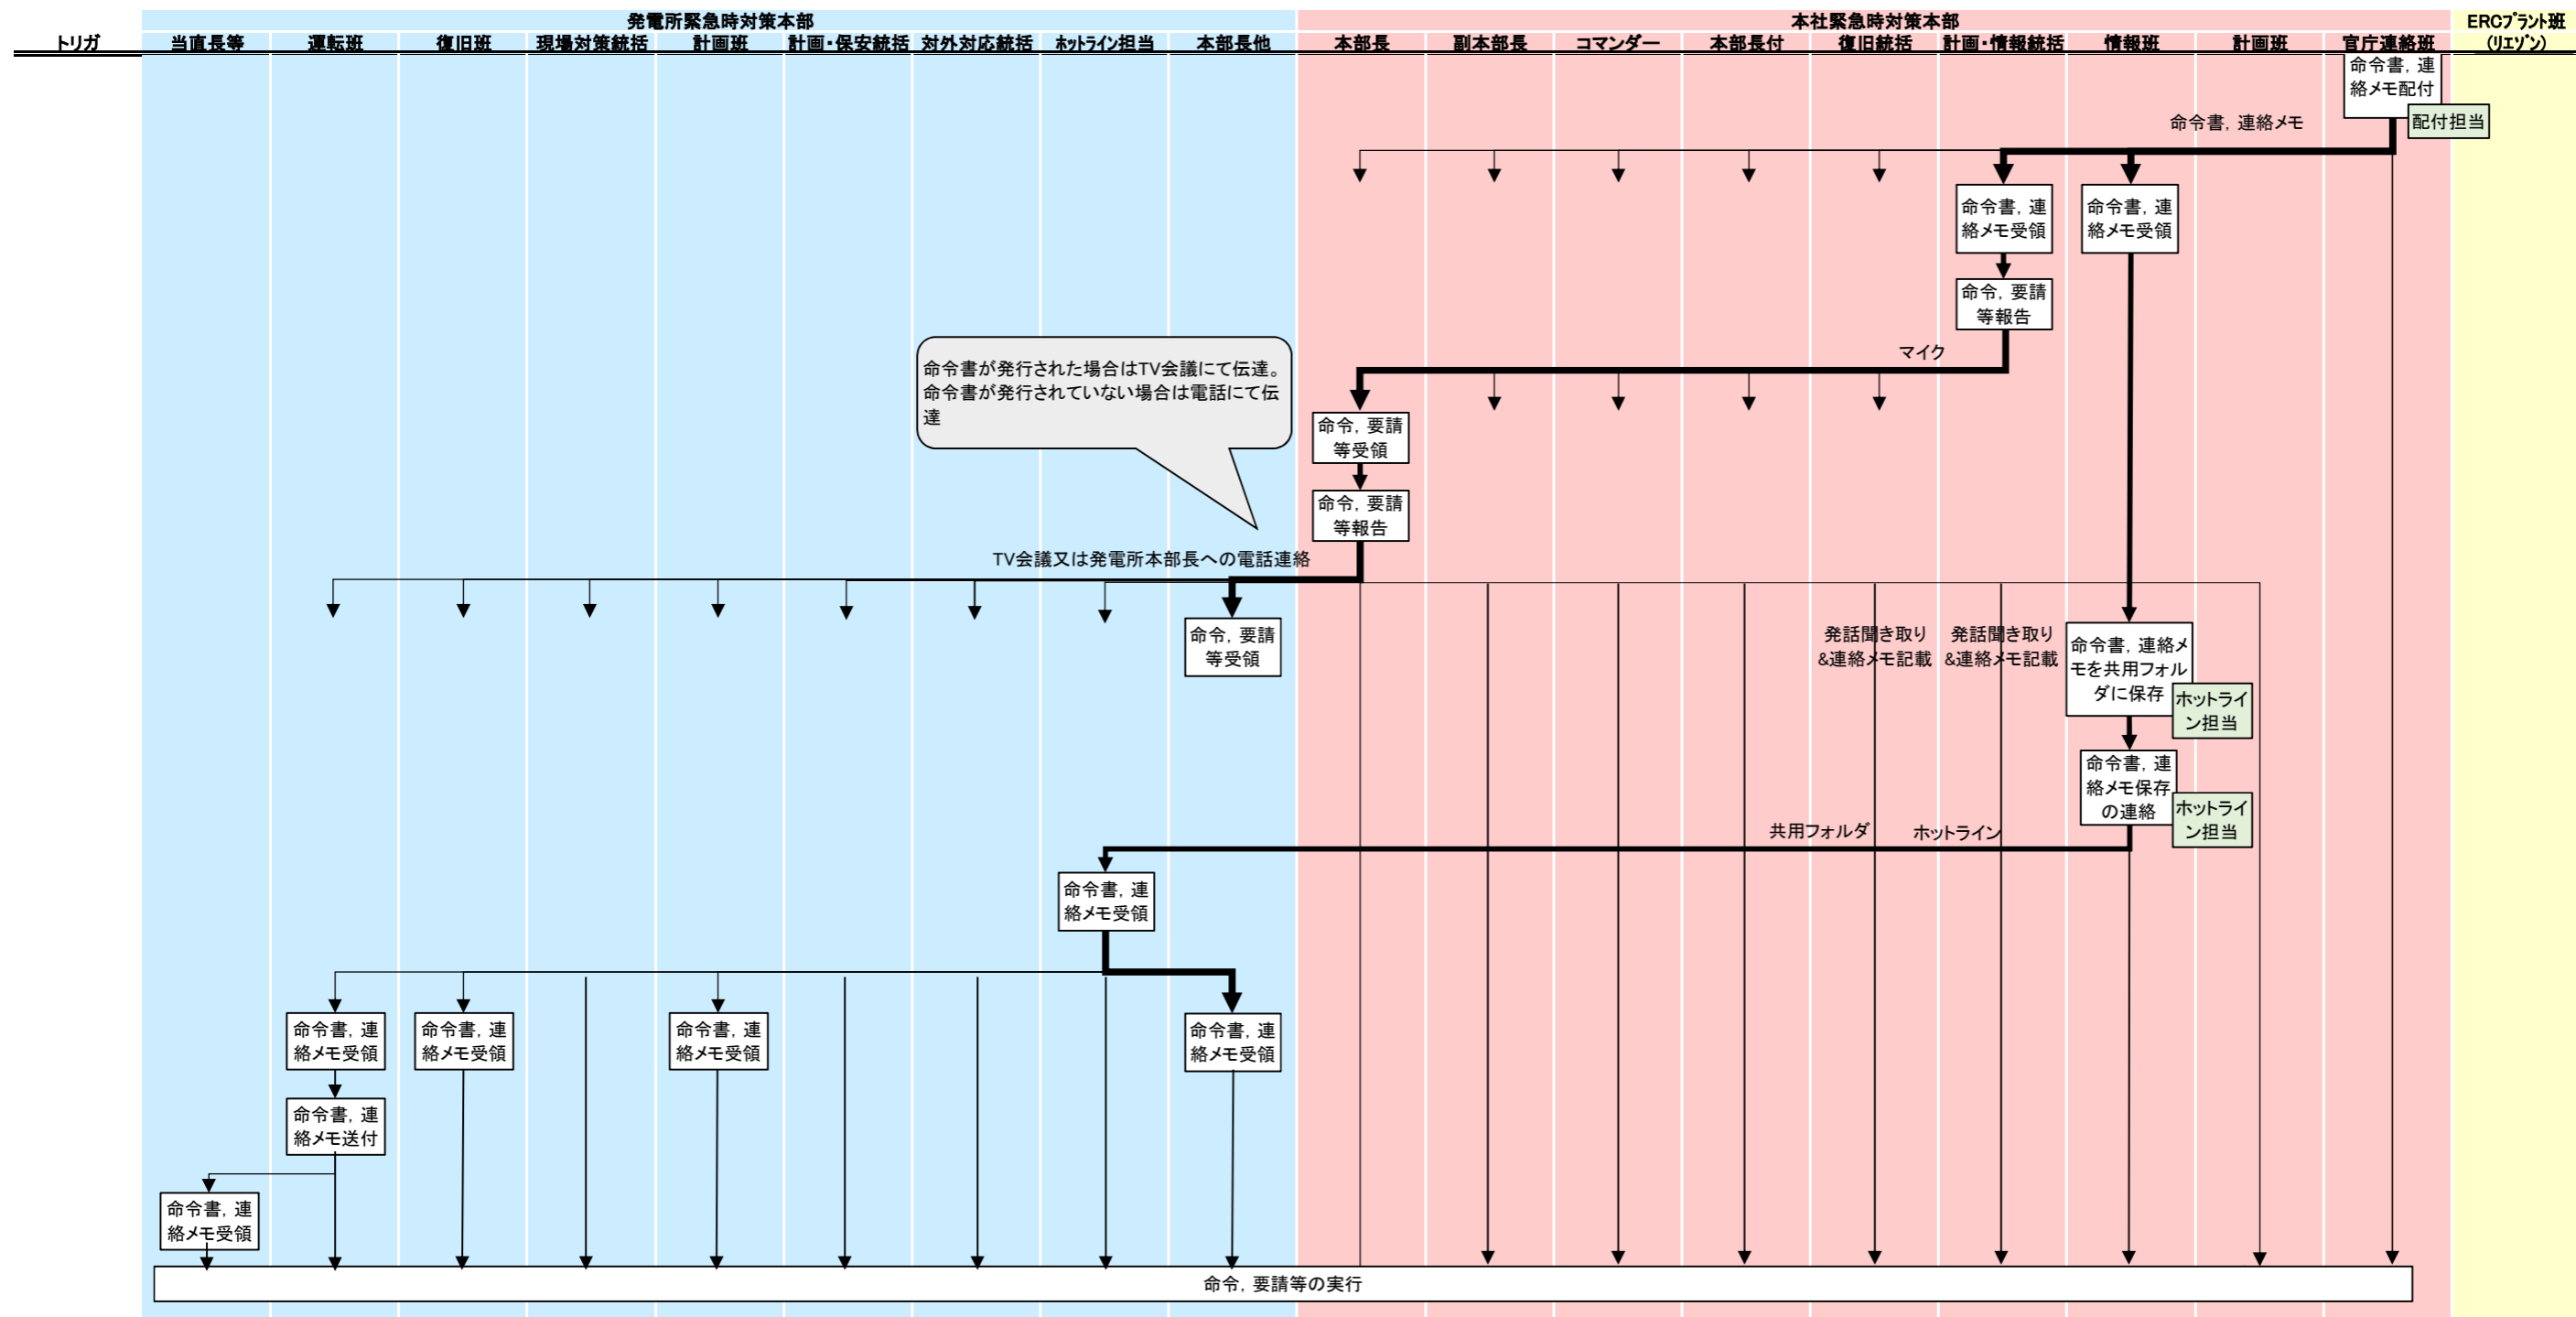 発電所緊急時対策本部
本社緊急時対策本部
ERCﾌﾟﾗﾝﾄ班
トリガ
当直長等
運転班
復旧班
現場対策統括
計画班
計画・保安統括
対外対応統括
ﾎｯﾄﾗｲﾝ担当
本部長他
本部長
副本部長
コマンダー
本部長付
復旧統括
計画・情報統括
情報班
計画班
官庁連絡班
(ﾘｴｿﾞﾝ)
命令書，連
絡メモ配付
配付担当
命令書，連絡メモ
命令書，連
絡メモ受領
命令書，連
絡メモ受領
命令，要請
等報告
マイク
命令書が発行された場合はTV会議にて伝達。
命令書が発行されていない場合は電話にて伝
達
命令，要請
等受領
命令，要請
等報告
TV会議又は発電所本部長への電話連絡
命令，要請
等受領
発話聞き取り
&連絡メモ記載
発話聞き取り
&連絡メモ記載
命令書，連絡メ
モを共用フォル
ダに保存
ホットライ
ン担当
命令書，連
絡メモ保存
の連絡
ホットライ
ン担当
共用フォルダ
ホットライン
命令書，連
絡メモ受領
命令書，連
絡メモ受領
命令書，連
絡メモ受領
命令書，連
絡メモ受領
命令書，連
絡メモ受領
命令書，連
絡メモ送付
命令書，連
絡メモ受領
命令，要請等の実行